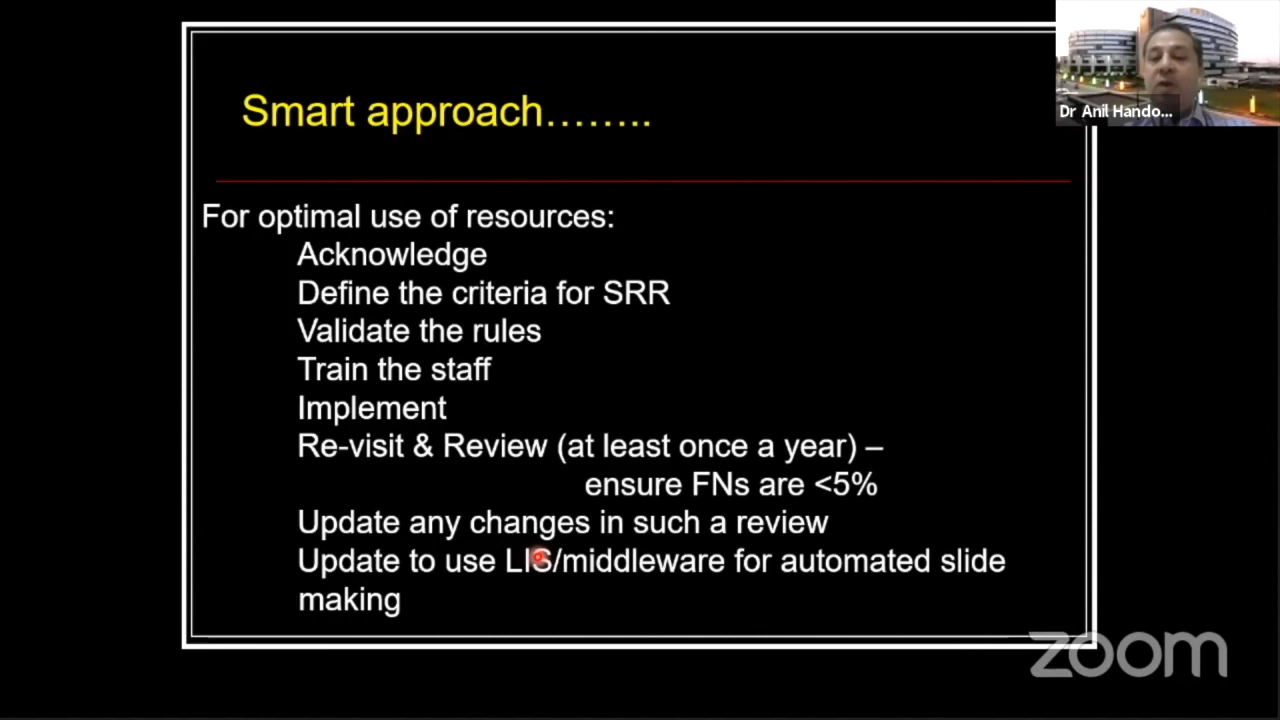 Smart approach……..
For optimal use of resources:
Acknowledge
Define the criteria for SRR
Validate the rules
Train the staff
Implement
Re-visit & Review (at least once a year) –
ensure FNs are <5%
Update any changes in such a review
Update to use LIS/middleware for automated slide
making
Dr Anil Hando...
zoom